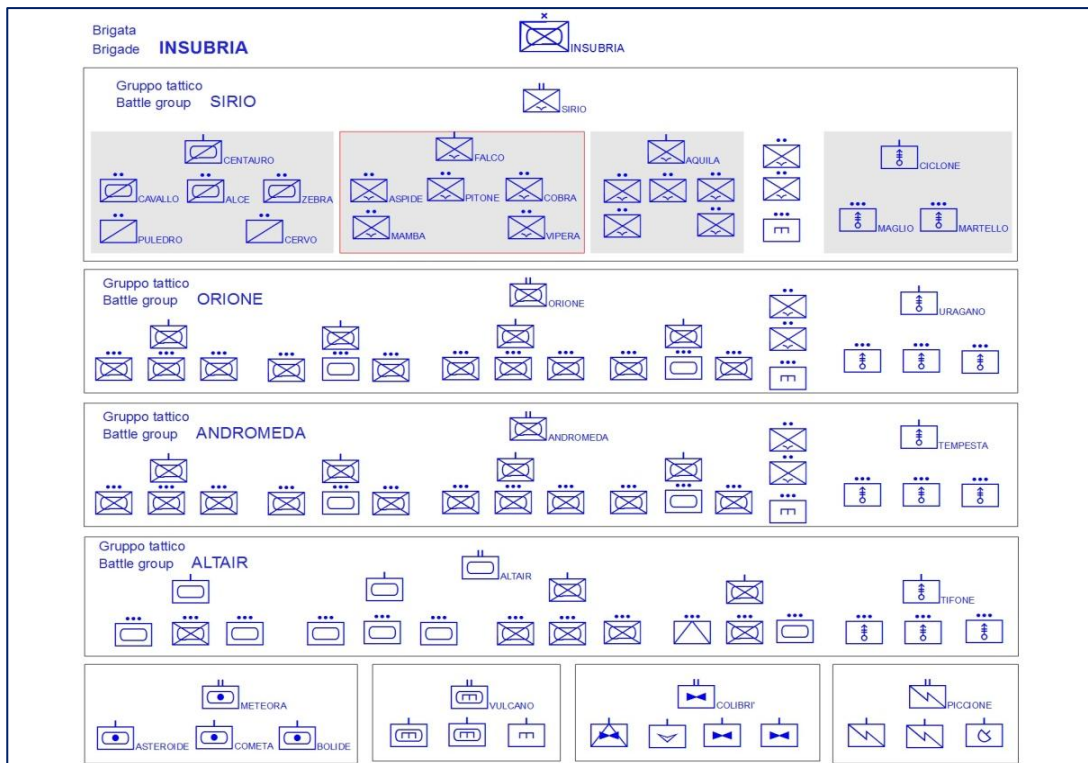 Brigata
Brigade INSUBRIA
INSUBRIA
Gruppo tattico
Battle group SIRIO
SIRIO
CENTAURO
FALCO
AQUILA
CICLONE
CAVALLO
ALCE
ZEBRA
ASPIDE
PITONE
COBRA
PULEDRO
CERVO
MAMBA
VIPERA
MAGLIO
MARTELLO
Gruppo tattico
Battle group ORIONE
ORIONE
URAGANO
Gruppo tattico
Battle group ANDROMEDA
ANDROMEDA
TEMPESTA
Gruppo tattico
Battle group ALTAIR
ALTAIR
TIFONE
METEORA
VULCANO
COLIBRI'
PICCIONE
ASTEROIDE
COMETA
BOLIDE